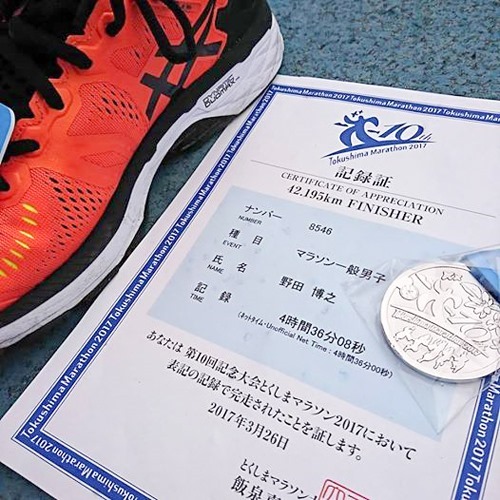 Tokushima Marathon 2017
10th
Tokushima Marathon 2017
記録証
CERTIFICATE OF APPRECIATION
42.195km FINISHER
ナンバー 8546
NUMBER
種目 マラソン一般男子
EVENT
氏名 野田 博之
NAME
記録 4時間36分08秒
TIME
(ネットタイム・Unofficial Net Time : 4時間36分00秒)
あなたは 第10回記念大会とくしまマラソン2017において
表記の記録で完走されたことを証します。
2017年3月26日
とくしまマラソン
飯泉